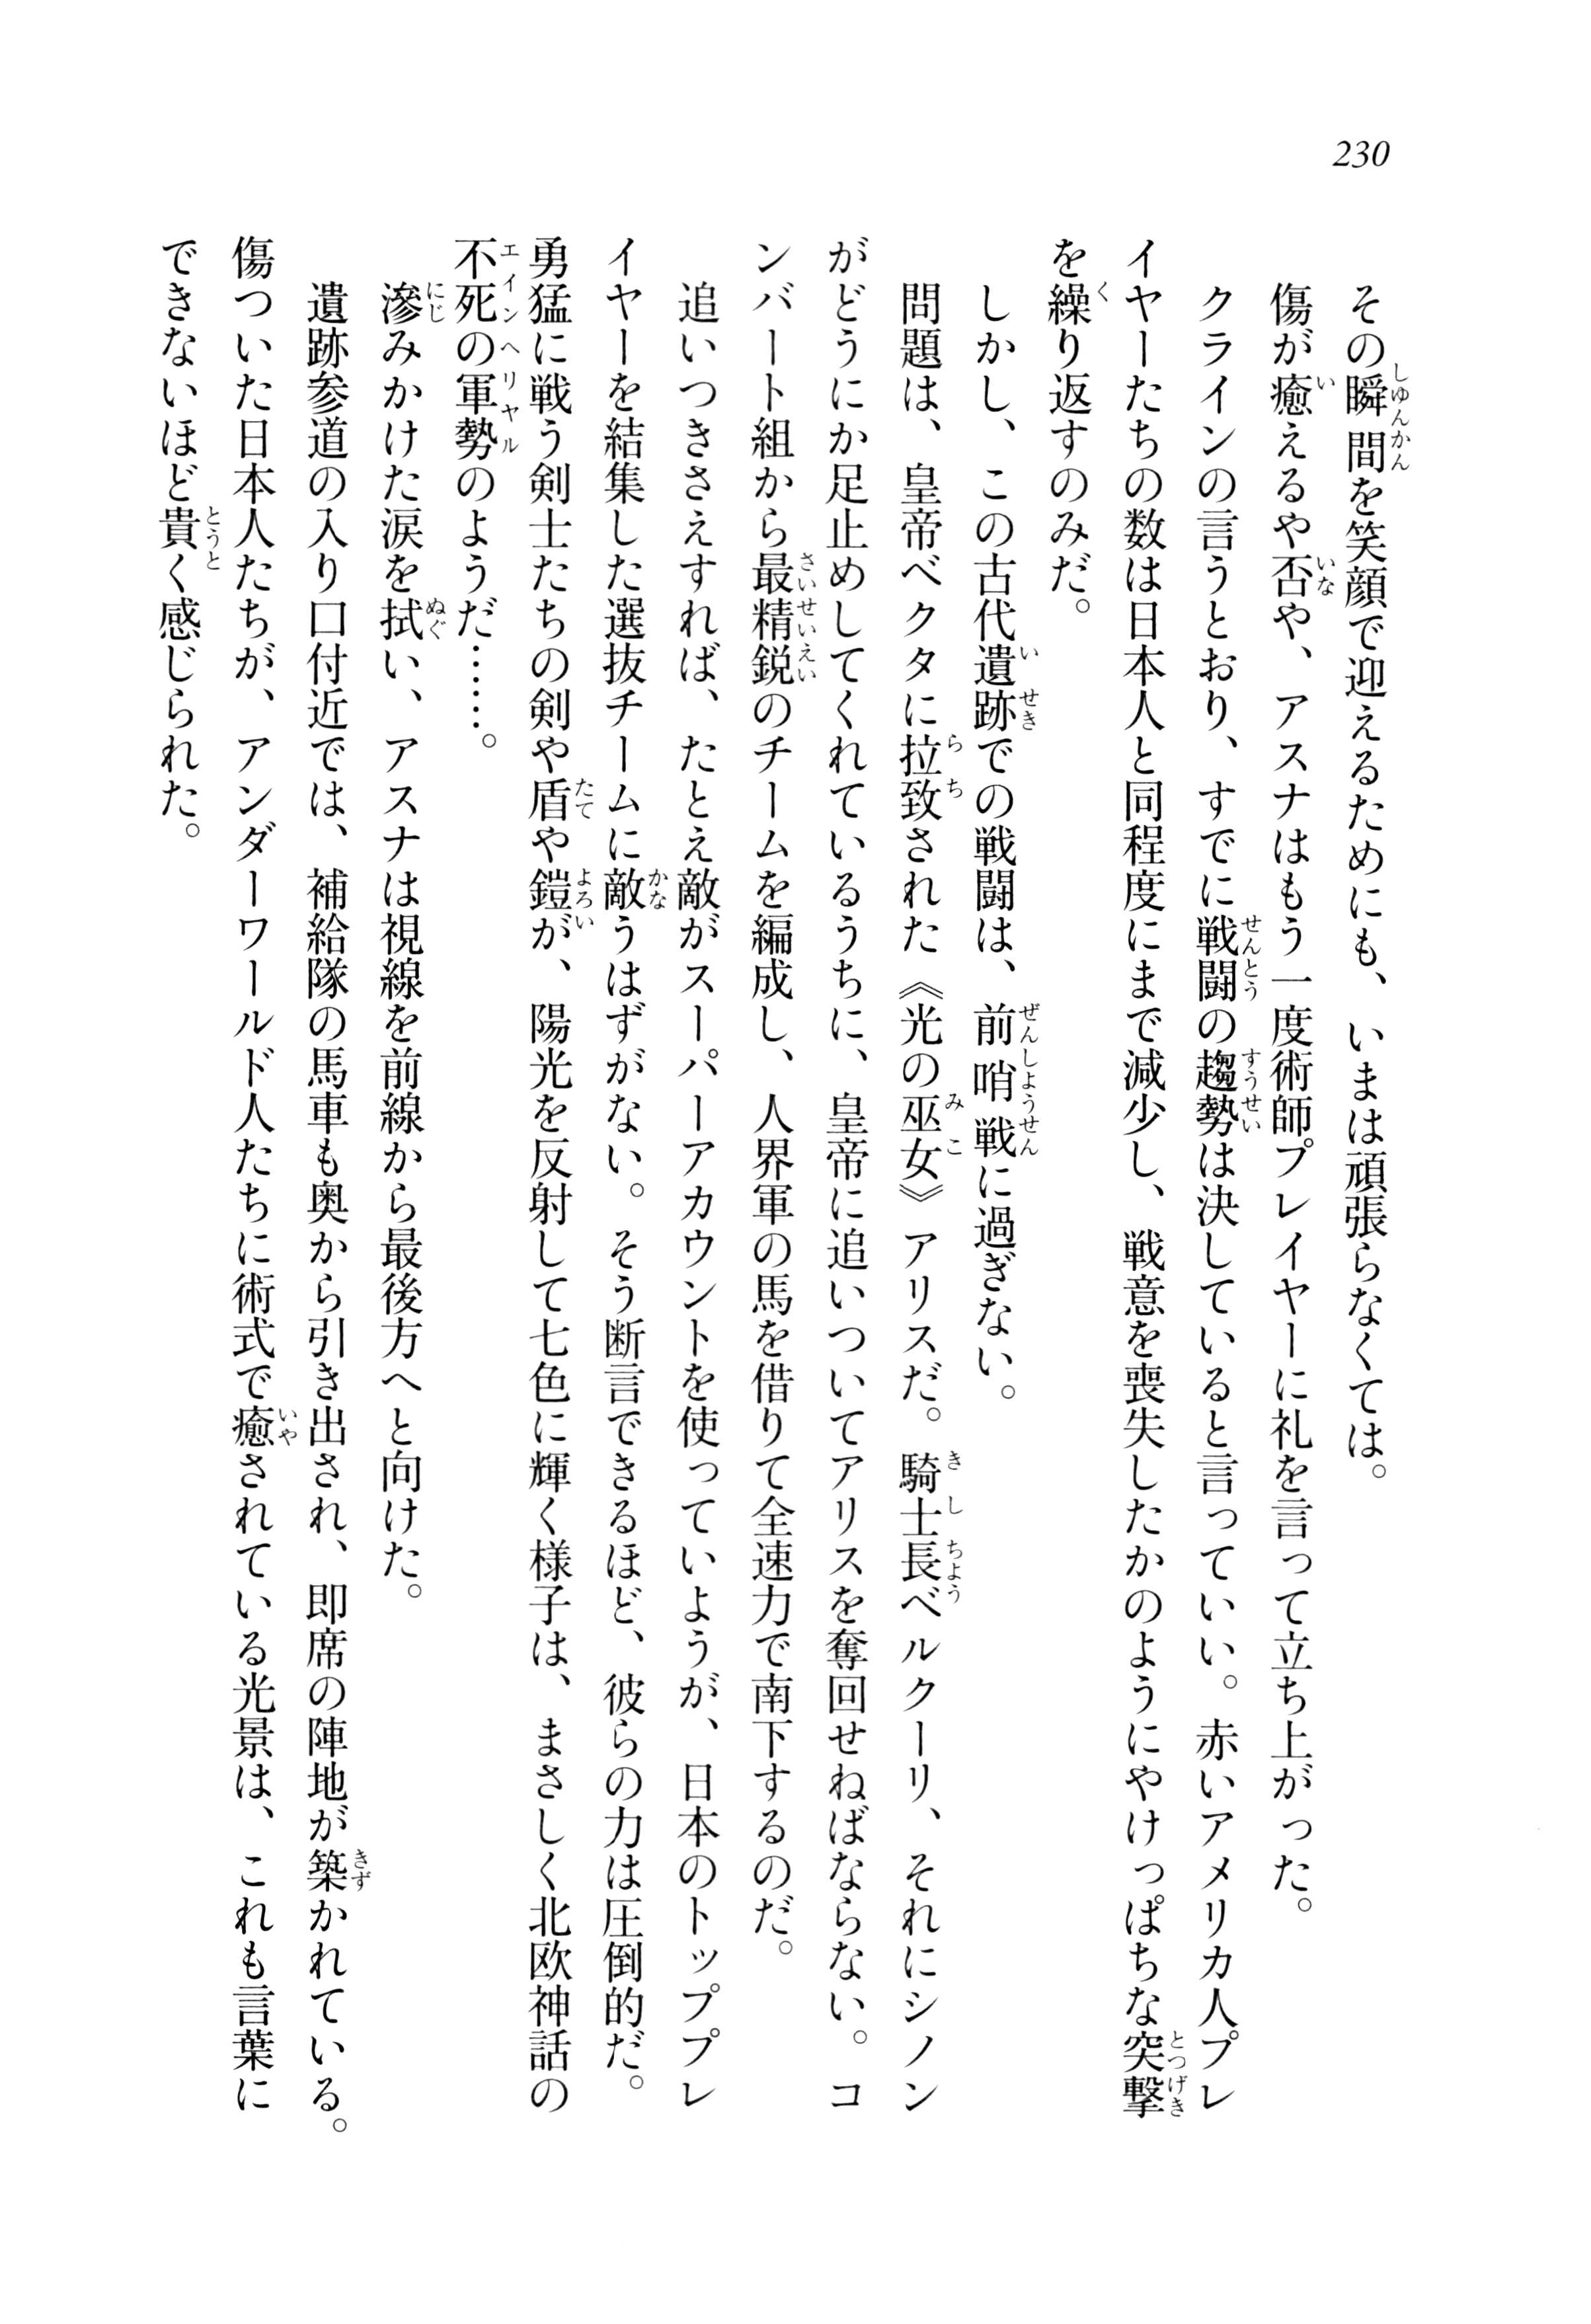 230
その瞬間を笑顔で迎えるためにも、いまは頑張らなくては。
傷が癒えるや否や、アスナはもう一度術師プレイヤーに礼を言って立ち上がった。
クラインの言うとおり、すでに戦闘の趨勢は決していると言っていい。赤いアメリカ人プレ
イヤーたちの数は日本人と同程度にまで減少し、戦意を喪失したかのようにやけっぱちな突撃
を繰り返すのみだ。
しかし、この古代遺跡での戦闘は、前哨戦に過ぎない。
問題は、皇帝ベクタに拉致された《光の巫女》アリスだ。騎士長ベルクーリ、それにシノン
がどうにか足止めしてくれているうちに、皇帝に追いついてアリスを奪回せねばならない。コ
ンバート組から最精鋭のチームを編成し、人界軍の馬を借りて全速力で南下するのだ。
追いつきさえすれば、たとえ敵がスーパーアカウントを使っていようが、日本のトッププレ
イヤーを結集した選抜チームに敵うはずがない。そう断言できるほど、彼らの力は圧倒的だ。
勇猛に戦う剣士たちの剣や盾や鎧が、陽光を反射して七色に輝く様子は、まさしく北欧神話の
不死の軍勢のようだ……。
滲みかけた涙を拭い、アスナは視線を前線から最後方へと向けた。
遺跡参道の入り口付近では、補給隊の馬車も奥から引き出され、即席の陣地が築かれている。
傷ついた日本人たちが、アンダーワールド人たちに術式で癒されている光景は、これも言葉に
できないほど貴く感じられた。